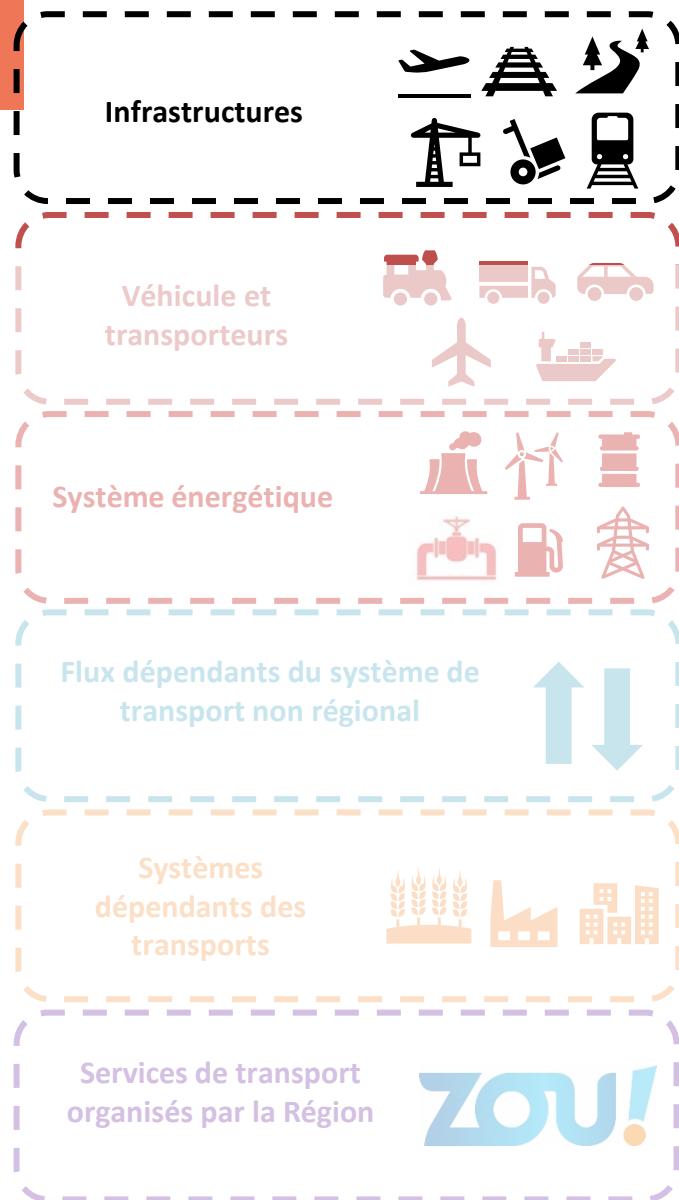 Infrastructures
Véhicule et
transporteurs
Système énergétique
Flux dépendants du système de
transport non régional
Systèmes
dépendants des
transports
Services de transport
organisés par la Région
ZOU!